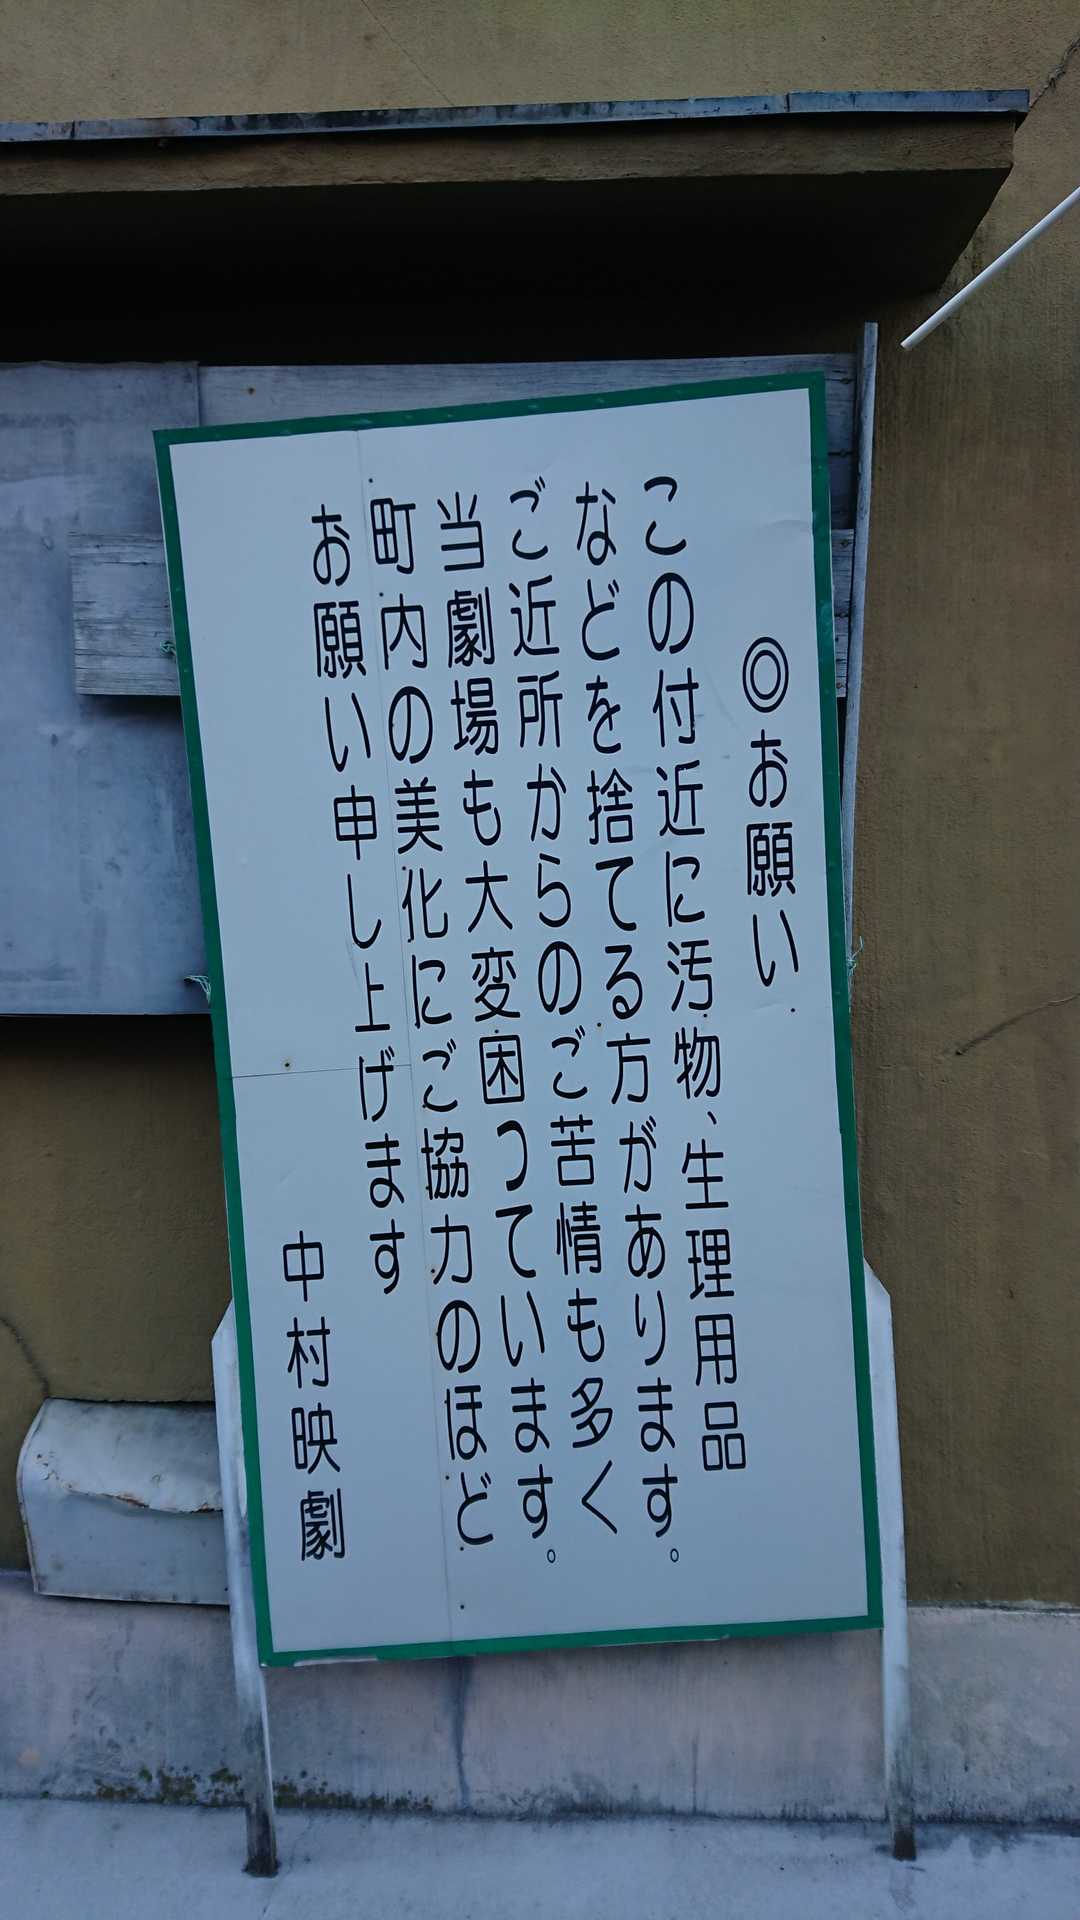 ◎お願い
この付近に汚物、生理用品
などを捨てる方があります。
ご近所からのご苦情も多く
当劇場も大変困っています。
町内の美化にご協力のほど
お願い申し上げます
中村映劇